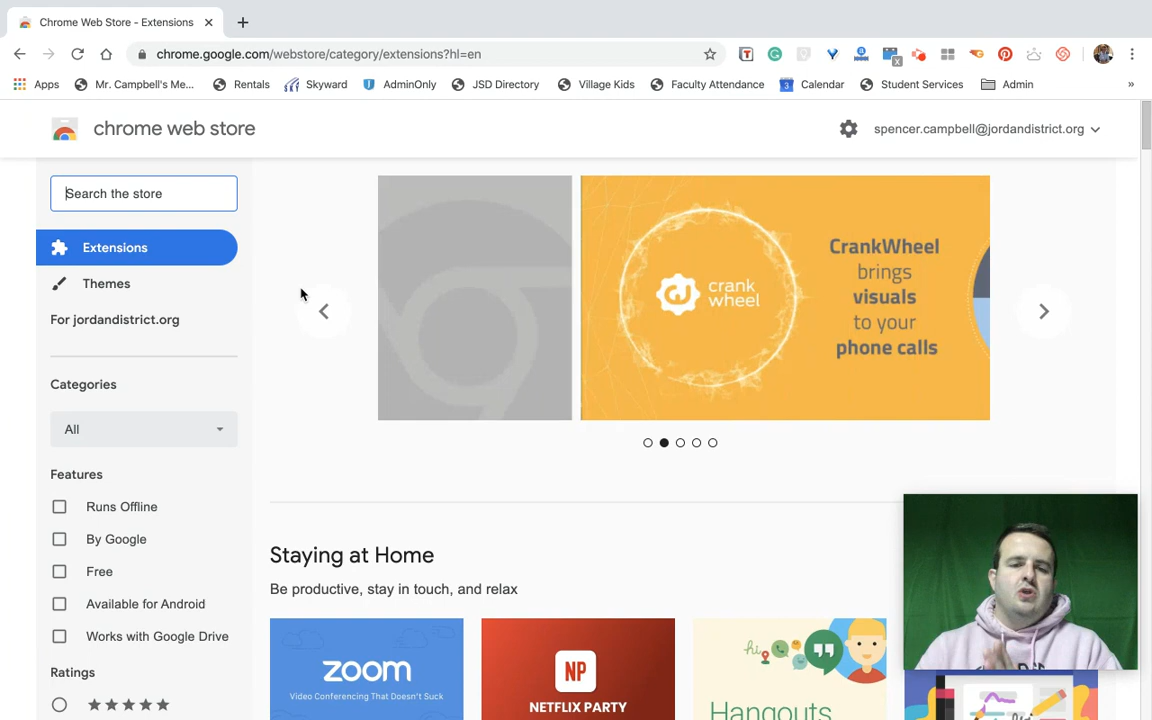 Chrome Web Store - Extensions
chrome.google.com/webstore/category/extensions?hl=en
Apps Mr. Campbell's Me... Rentals Skyward AdminOnly JSD Directory Village Kids Faculty Attendance 3 Calendar Student Services Admin »
chrome web store
spencer.campbell@jordandistrict.org
Search the store
Extensions
Themes
For jordandistrict.org
Categories
All
Features
Runs Offline
By Google
Free
Available for Android
Works with Google Drive
Ratings
crank
wheel
CrankWheel
brings
visuals
to your
phone calls
Staying at Home
Be productive, stay in touch, and relax
zoom
Video Conferencing That Doesn't Suck
NP
NETFLIX PARTY
hi
Hangouts